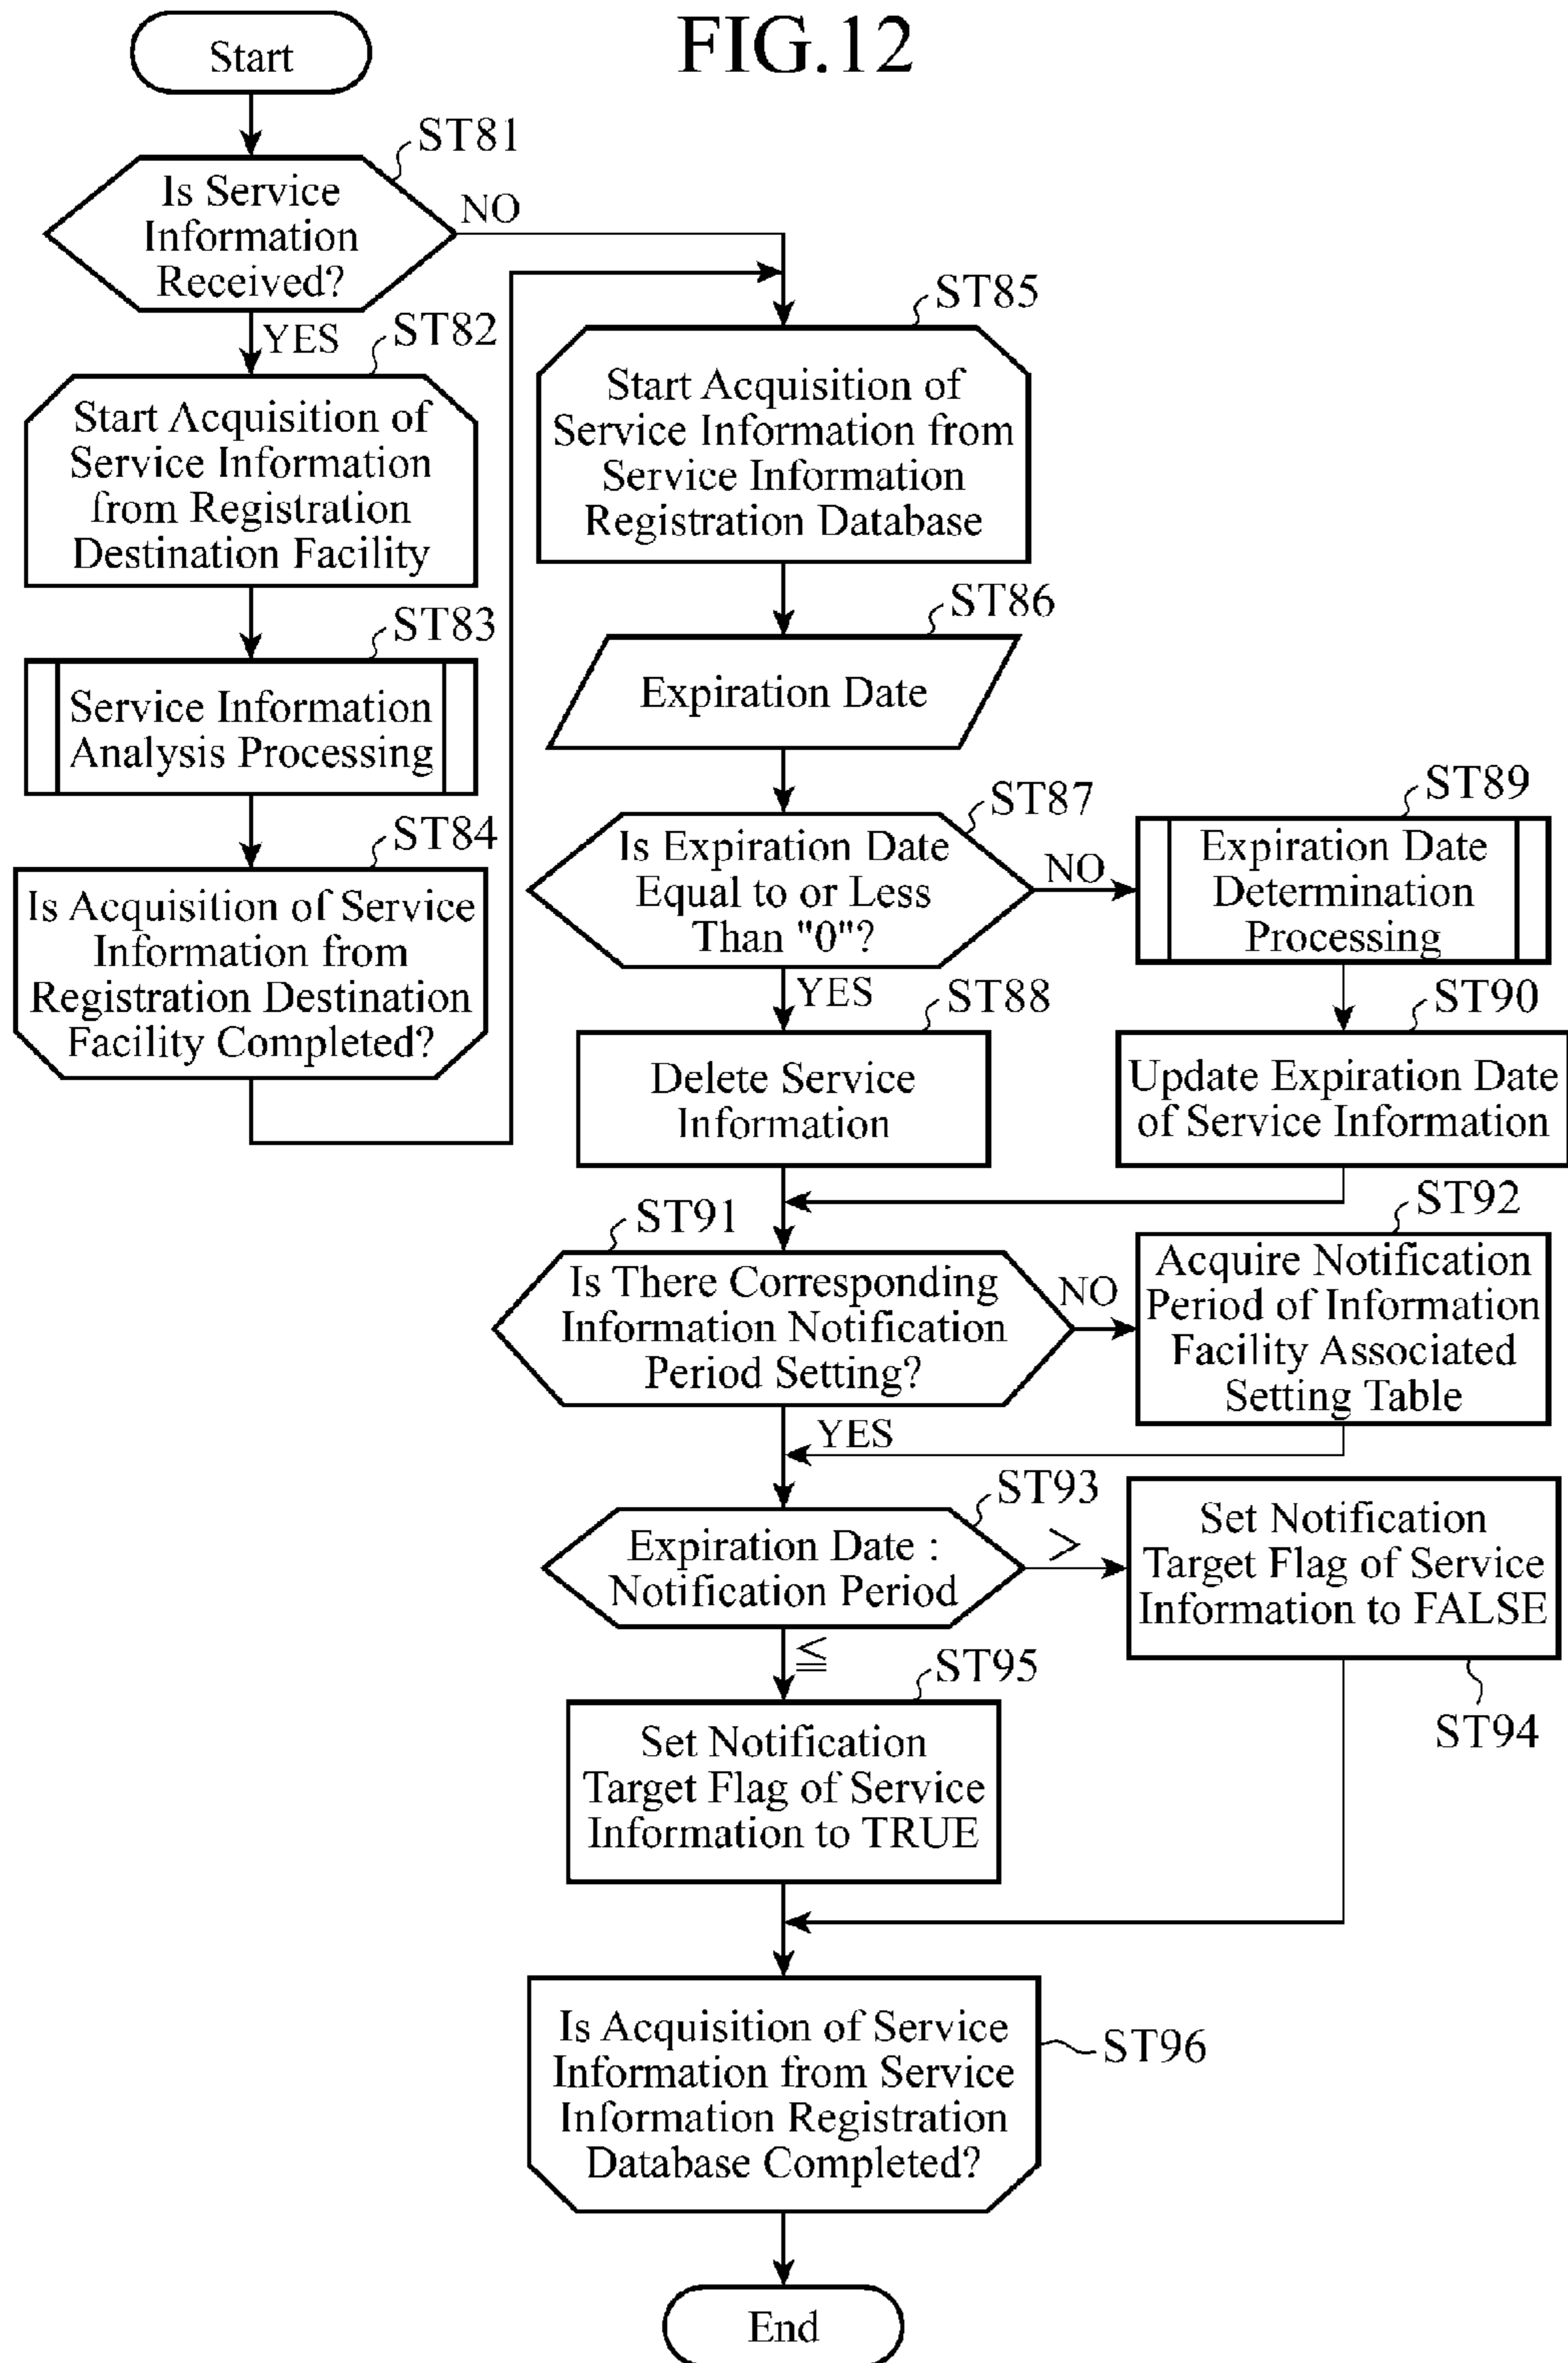 FIG.12
Start
ST81
Is Service
Information
Received?
NO
YES
ST82
Start Acquisition of
Service Information
from Registration
Destination Facility
ST83
Service Information
Analysis Processing
ST84
Is Acquisition of Service
Information from
Registration Destination
Facility Completed?
ST85
Start Acquisition of
Service Information from
Service Information
Registration Database
ST86
Expiration Date
ST87
Is Expiration Date
Equal to or Less
Than "0"?
NO
YES
ST88
Delete Service
Information
ST89
Expiration Date
Determination
Processing
ST90
Update Expiration Date
of Service Information
ST91
Is There Corresponding
Information Notification
Period Setting?
NO
YES
ST92
Acquire Notification
Period of Information
Facility Associated
Setting Table
ST93
Expiration Date :
Notification Period
>
≦
Set Notification
Target Flag of Service
Information to FALSE
ST94
ST95
Set Notification
Target Flag of Service
Information to TRUE
Is Acquisition of Service
Information from Service
Information Registration
Database Completed?
ST96
End